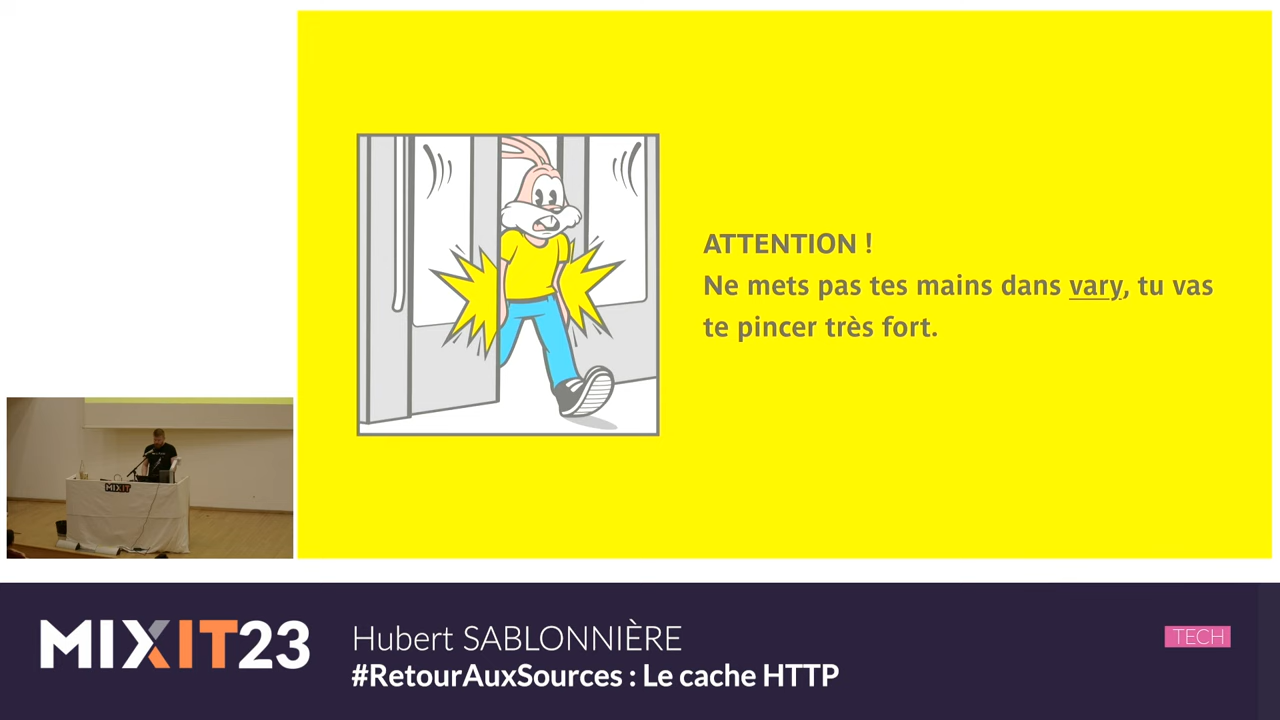 ATTENTION !
Ne mets pas tes mains dans vary, tu vas
te pincer très fort.
MIXIT
MIXIT23
Hubert SABLONNIÈRE
#RetourAuxSources : Le cache HTTP
TECH